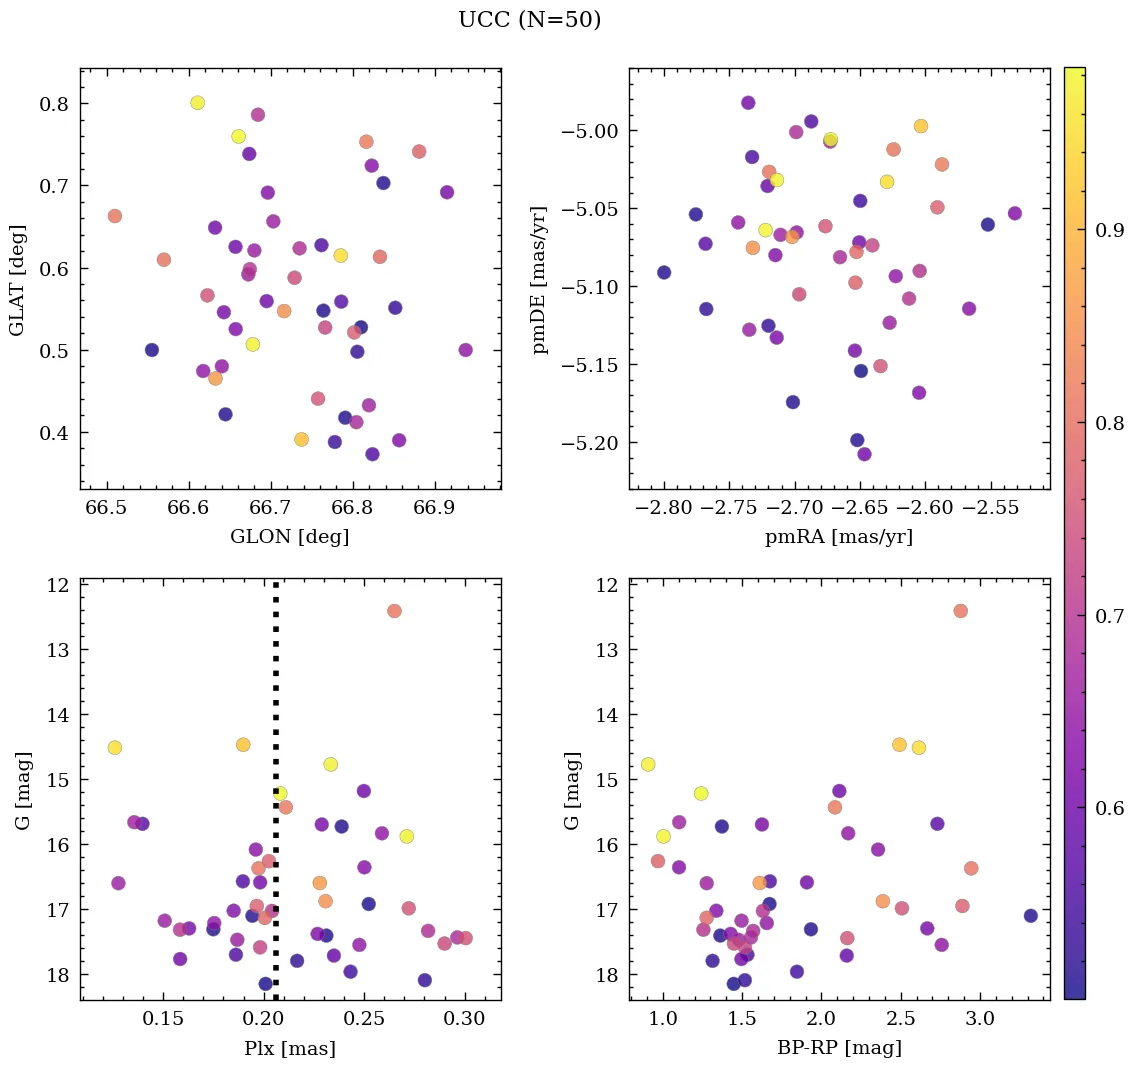 UCC (N=50)
0.8
0.7
0.6
0.5
0.4
GLAT [deg]
66.5 66.6 66.7 66.8 66.9
GLON [deg]
−5.00
−5.05
−5.10
−5.15
−5.20
pmDE [mas/yr]
−2.80 −2.75 −2.70 −2.65 −2.60 −2.55
pmRA [mas/yr]
12
13
14
15
16
17
18
G [mag]
0.15 0.20 0.25 0.30
Plx [mas]
12
13
14
15
16
17
18
G [mag]
1.0 1.5 2.0 2.5 3.0
BP-RP [mag]
0.9
0.8
0.7
0.6